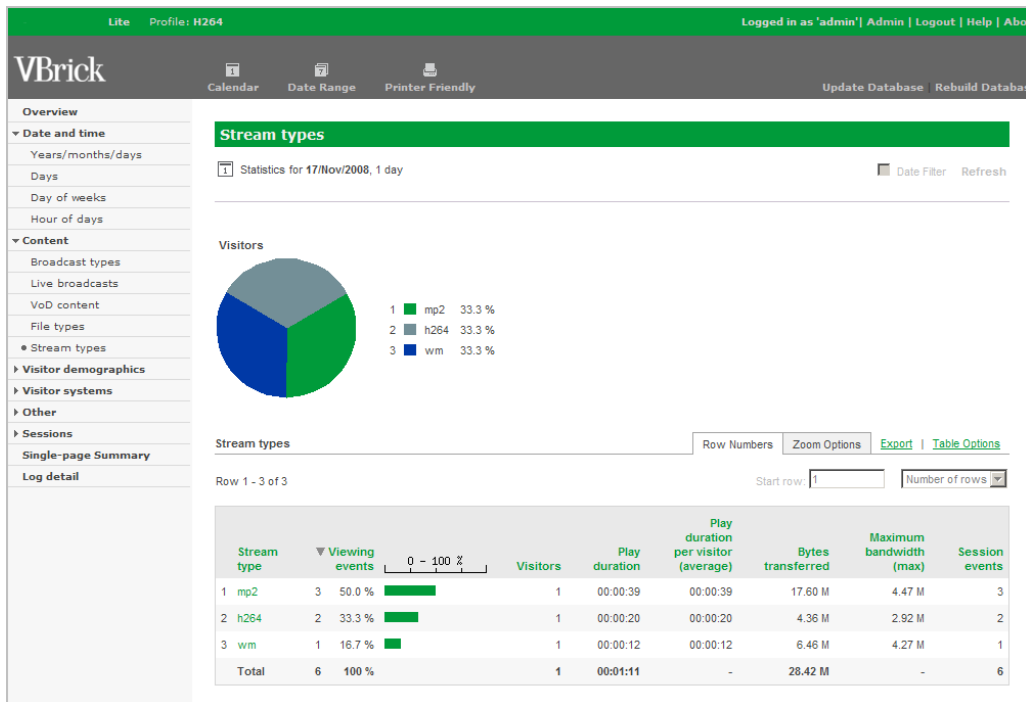 Lite Profile: H264 Logged in as 'admin'| Admin | Logout | Help | Abo
VBrick
1 7
Calendar Date Range Printer Friendly Update Database | Rebuild Databas
Overview
Date and time
Years/months/days
Days
Day of weeks
Hour of days
Content
Broadcast types
Live broadcasts
VoD content
File types
Stream types
Visitor demographics
Visitor systems
Other
Sessions
Single-page Summary
Log detail
Stream types
1 Statistics for 17/Nov/2008, 1 day Date Filter Refresh
Visitors
1 mp2 33.3 %
2 h264 33.3 %
3 wm 33.3 %
Stream types Row Numbers Zoom Options Export | Table Options
Row 1 - 3 of 3 Start row: 1 Number of rows
Stream type Viewing events 0 - 100 % Visitors Play duration Play duration per visitor (average) Bytes transferred Maximum bandwidth (max) Session events
1 mp2 3 50.0 % 1 00:00:39 00:00:39 17.60 M 4.47 M 3
2 h264 2 33.3 % 1 00:00:20 00:00:20 4.36 M 2.92 M 2
3 wm 1 16.7 % 1 00:00:12 00:00:12 6.46 M 4.27 M 1
Total 6 100 % 1 00:01:11 - 28.42 M - 6